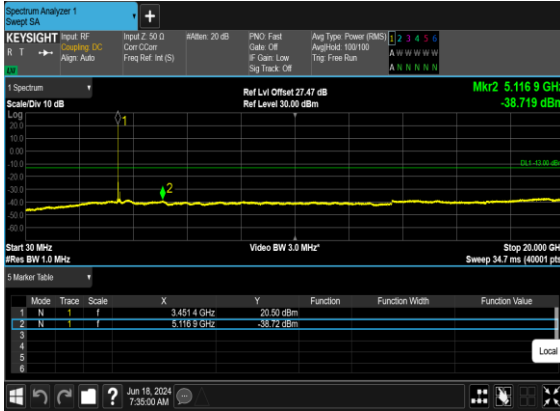 Spectrum Analyzer 1
Swept SA
+
KEYSIGHT Input: RF Input Z: 50 Ω #Atten: 20 dB PNO: Fast Avg Type: Power (RMS) 1 2 3 4 5 6
R T Coupling: DC Corr CCorr Gate: Off Avg|Hold: 100/100 A W W W W W
Align: Auto Freq Ref: Int (S) IF Gain: Low Trig: Free Run
Sig Track: Off A N N N N N
1 Spectrum Ref Lvl Offset 27.47 dB Mkr2 5.116 9 GHz
Scale/Div 10 dB Ref Level 30.00 dBm -38.719 dBm
Log
20.0
10.0
0.00
-10.0
-20.0
-30.0
-40.0
-50.0
-60.0
1
2
DL1 -13.00 dBm
Start 30 MHz Video BW 3.0 MHz* Stop 20.000 GH
#Res BW 1.0 MHz Sweep 34.7 ms (40001 pts
5 Marker Table
Mode Trace Scale X Y Function Function Width Function Value
1 N 1 f 3.451 4 GHz 20.50 dBm
2 N 1 f 5.116 9 GHz -38.72 dBm
3
4
5
6
Local
?
Jun 18, 2024
7:35:00 AM